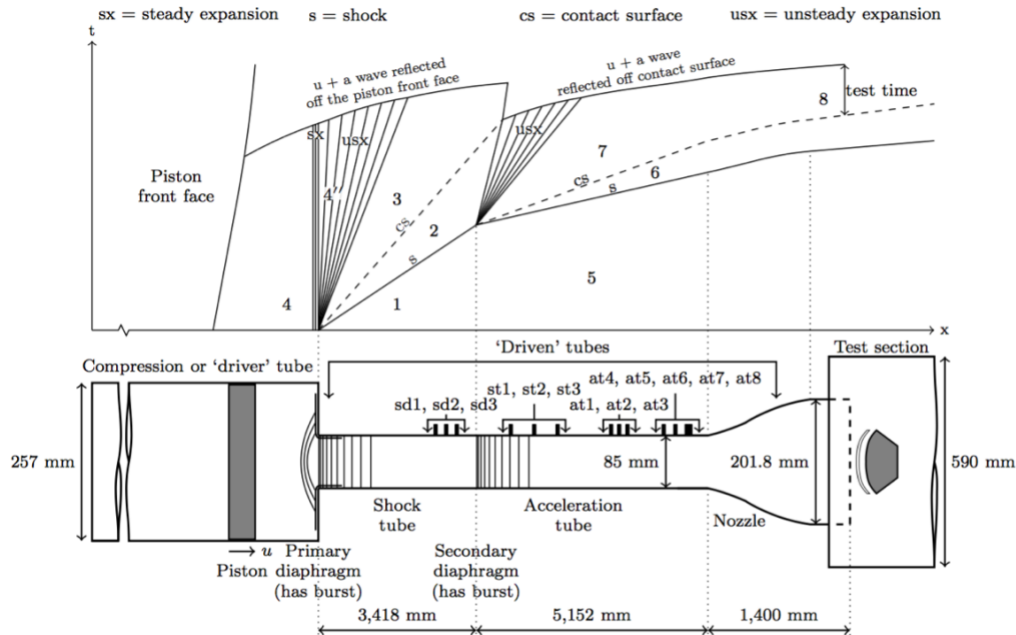 sx = steady expansion
s = shock
cs = contact surface
usx = unsteady expansion
t
u + a wave reflected
off the piston front face
u + a wave
reflected off contact surface
test time
8
sx
usx
usx
Piston
front face
4'
3
7
cs
6
cs
s
2
s
5
4
1
x
'Driven' tubes
Test section
Compression or 'driver' tube
at4, at5, at6, at7, at8
st1, st2, st3
sd1, sd2, sd3
at1, at2, at3
257 mm
85 mm
201.8 mm
590 mm
Shock
tube
Acceleration
tube
Nozzle
u
Piston
Primary
diaphragm
(has burst)
Secondary
diaphragm
(has burst)
3,418 mm
5,152 mm
1,400 mm